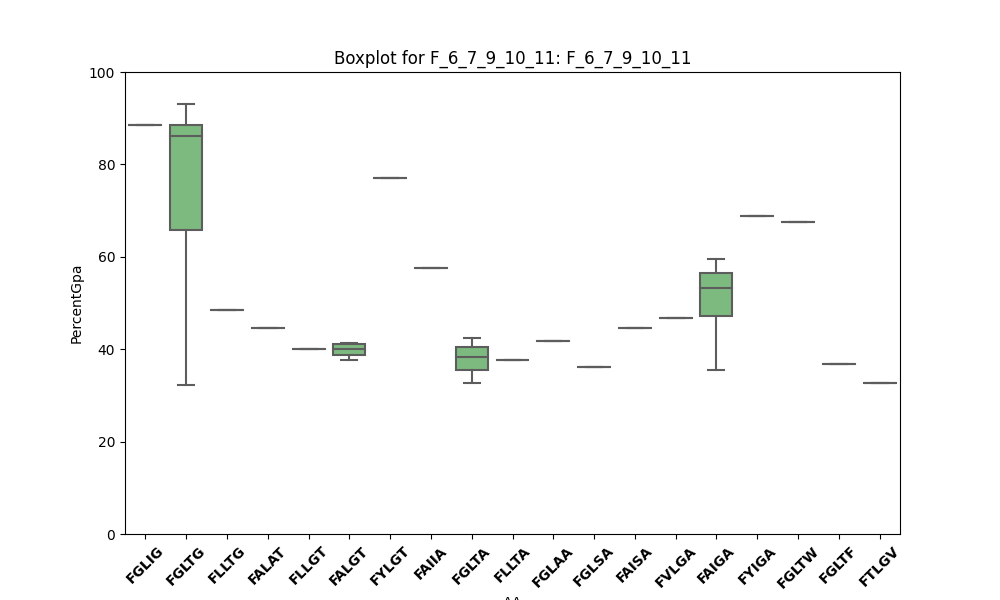 Boxplot for F_6_7_9_10_11: F_6_7_9_10_11
100
80
60
40
20
0
PercentGpa
FGLIG FGLTG FLLTG FALAT FLLGT FALGT FYLGT FAIIA FGLTA FLLTA FGLAA FGLSA FAISA FVLGA FAIGA FYIGA FGLTW FGLTF FTLGV